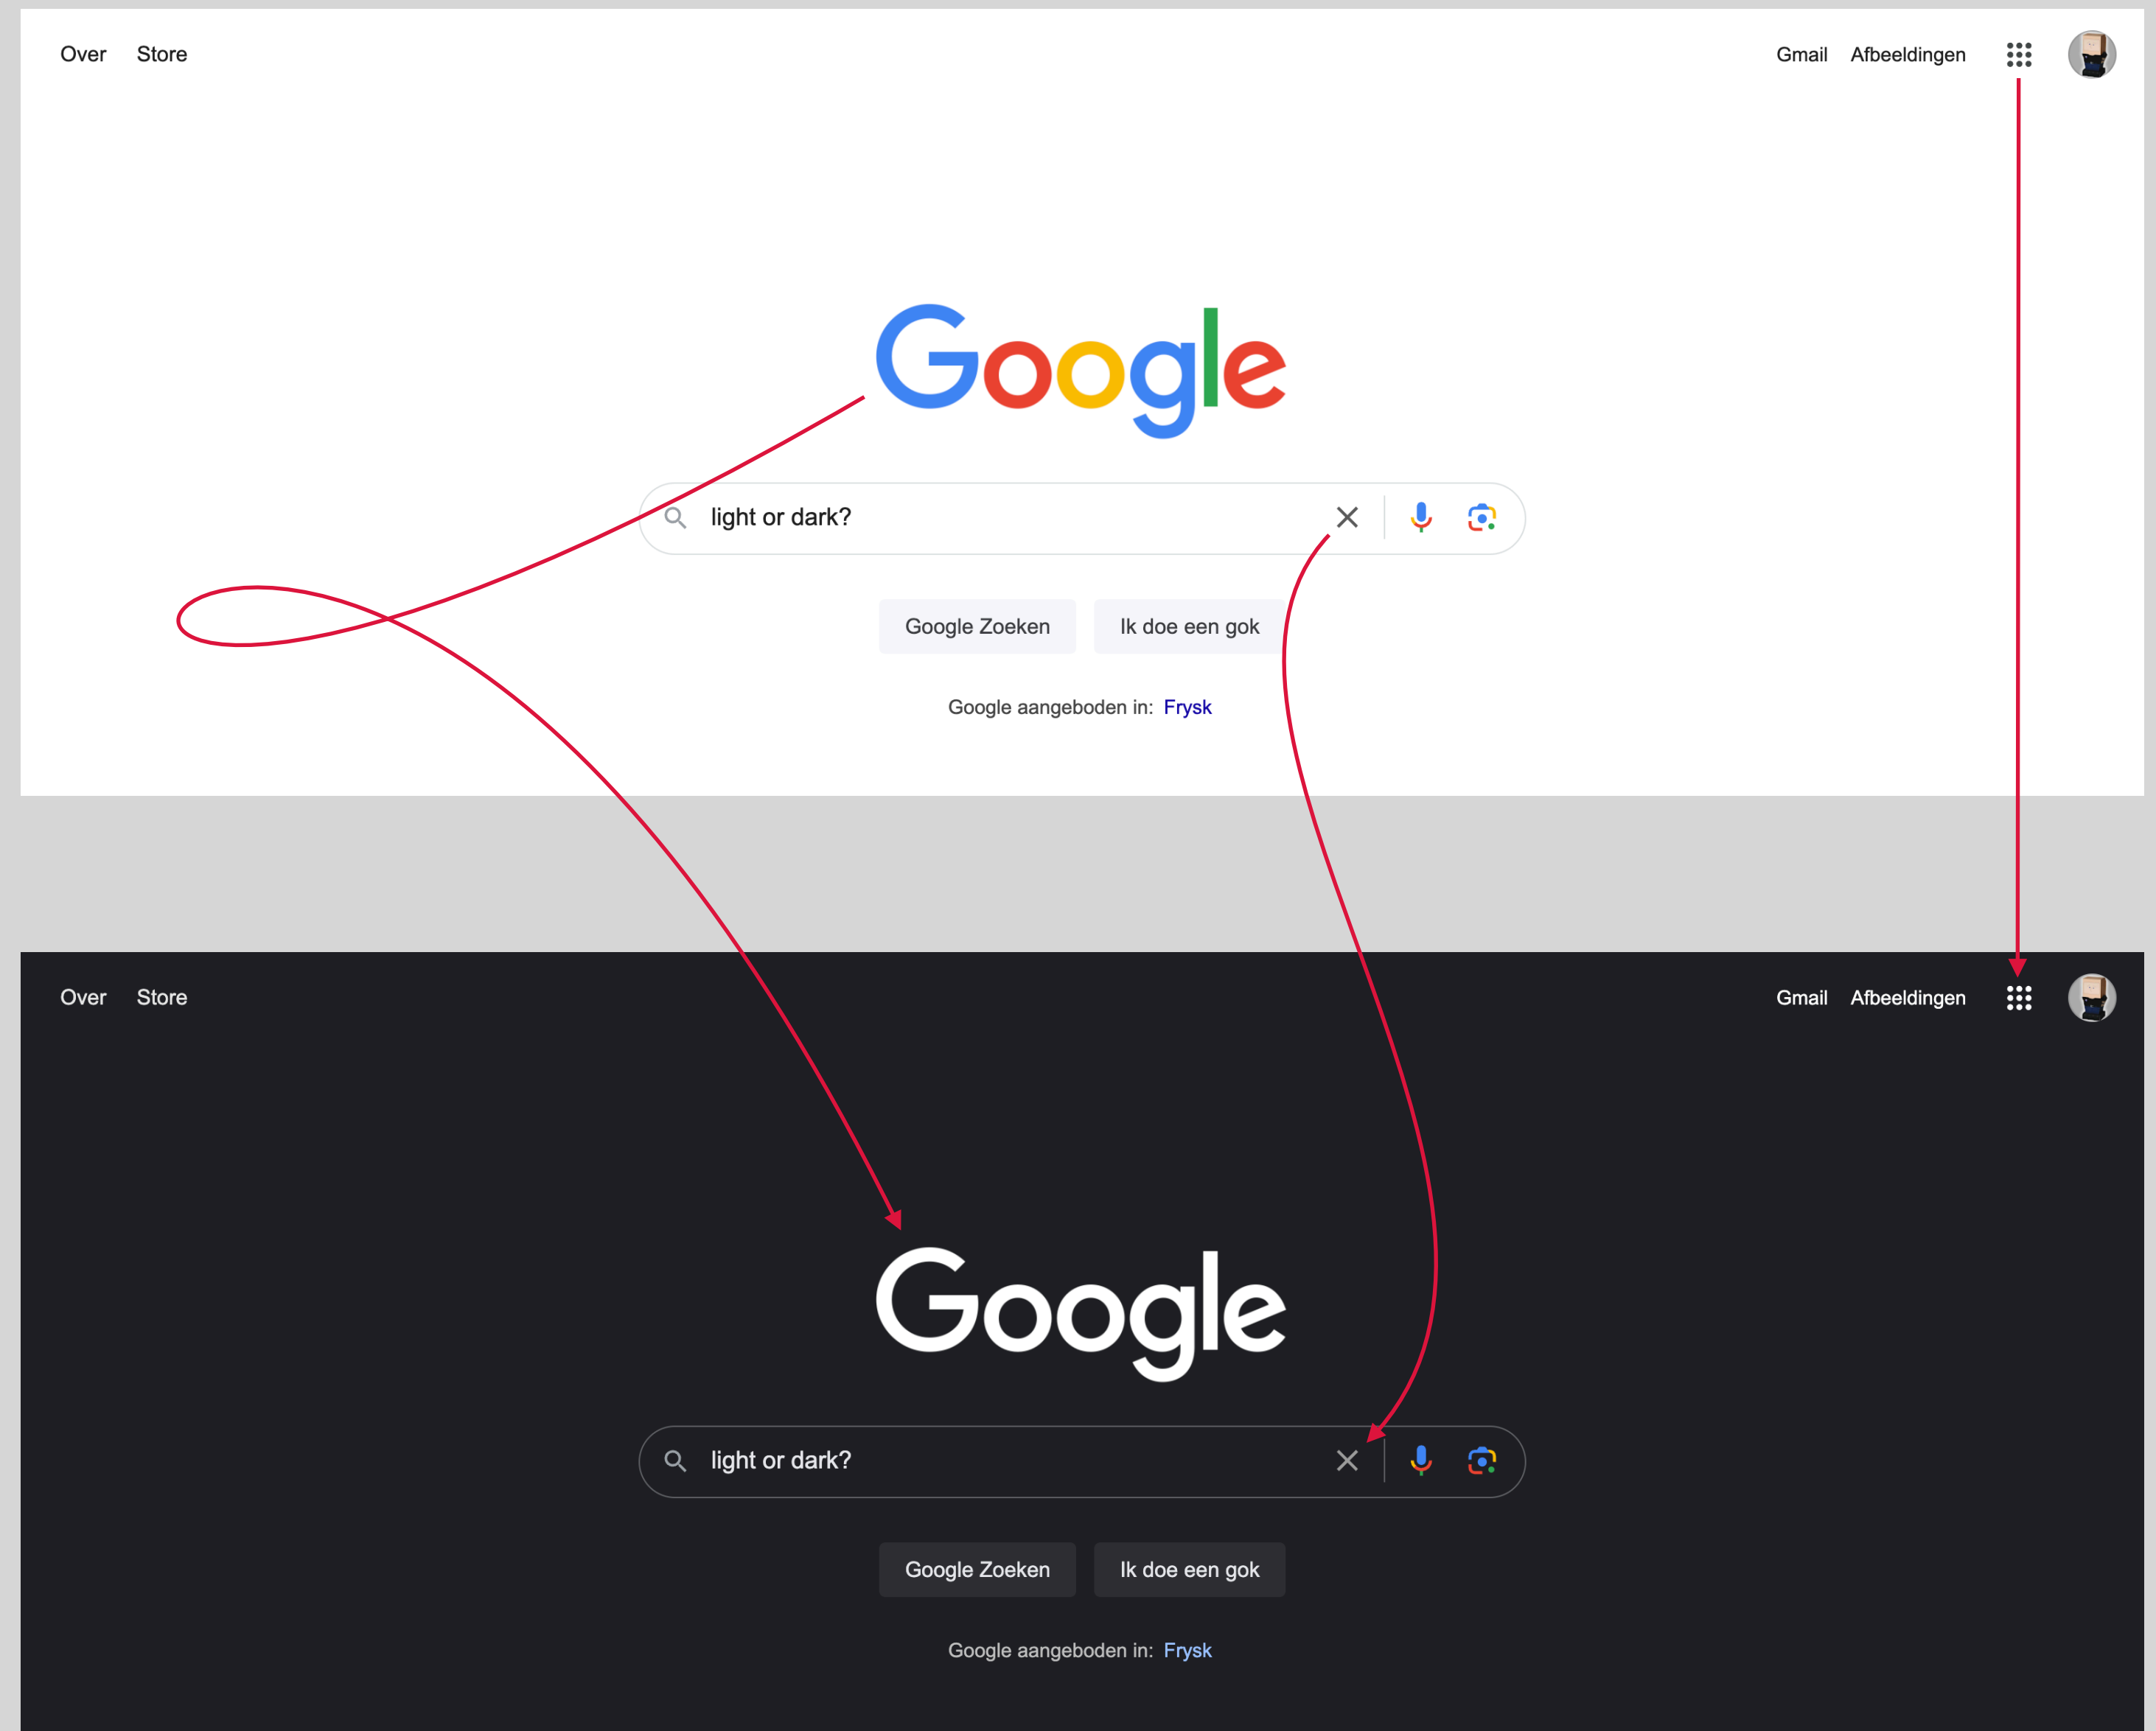 Over Store Gmail Afbeeldingen
Google
light or dark?
Google Zoeken Ik doe een gok
Google aangeboden in: Frysk
Over Store Gmail Afbeeldingen
Google
light or dark?
Google Zoeken Ik doe een gok
Google aangeboden in: Frysk